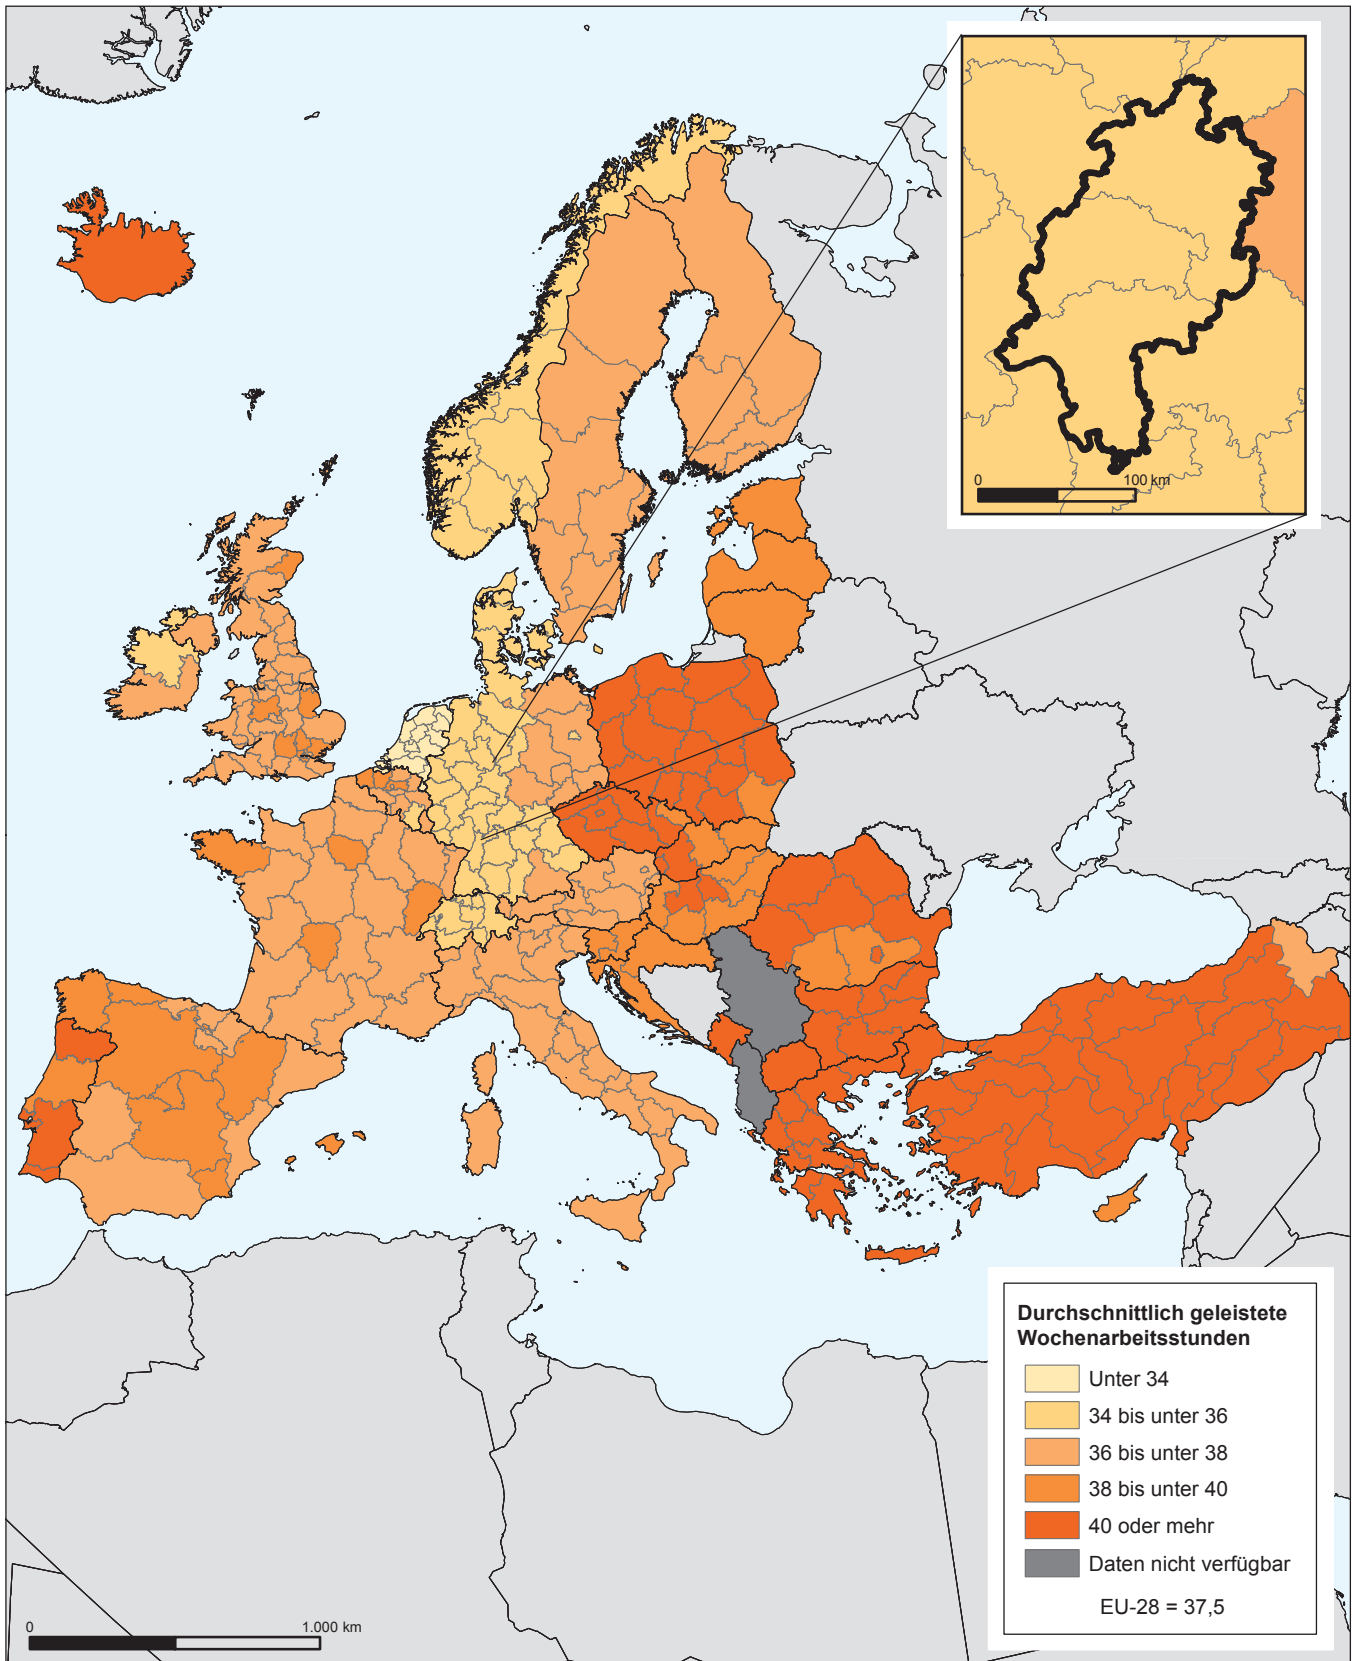 0
100 km
Durchschnittlich geleistete
Wochenarbeitsstunden
Unter 34
34 bis unter 36
36 bis unter 38
38 bis unter 40
40 oder mehr
Daten nicht verfügbar
EU-28 = 37,5
0
1.000 km